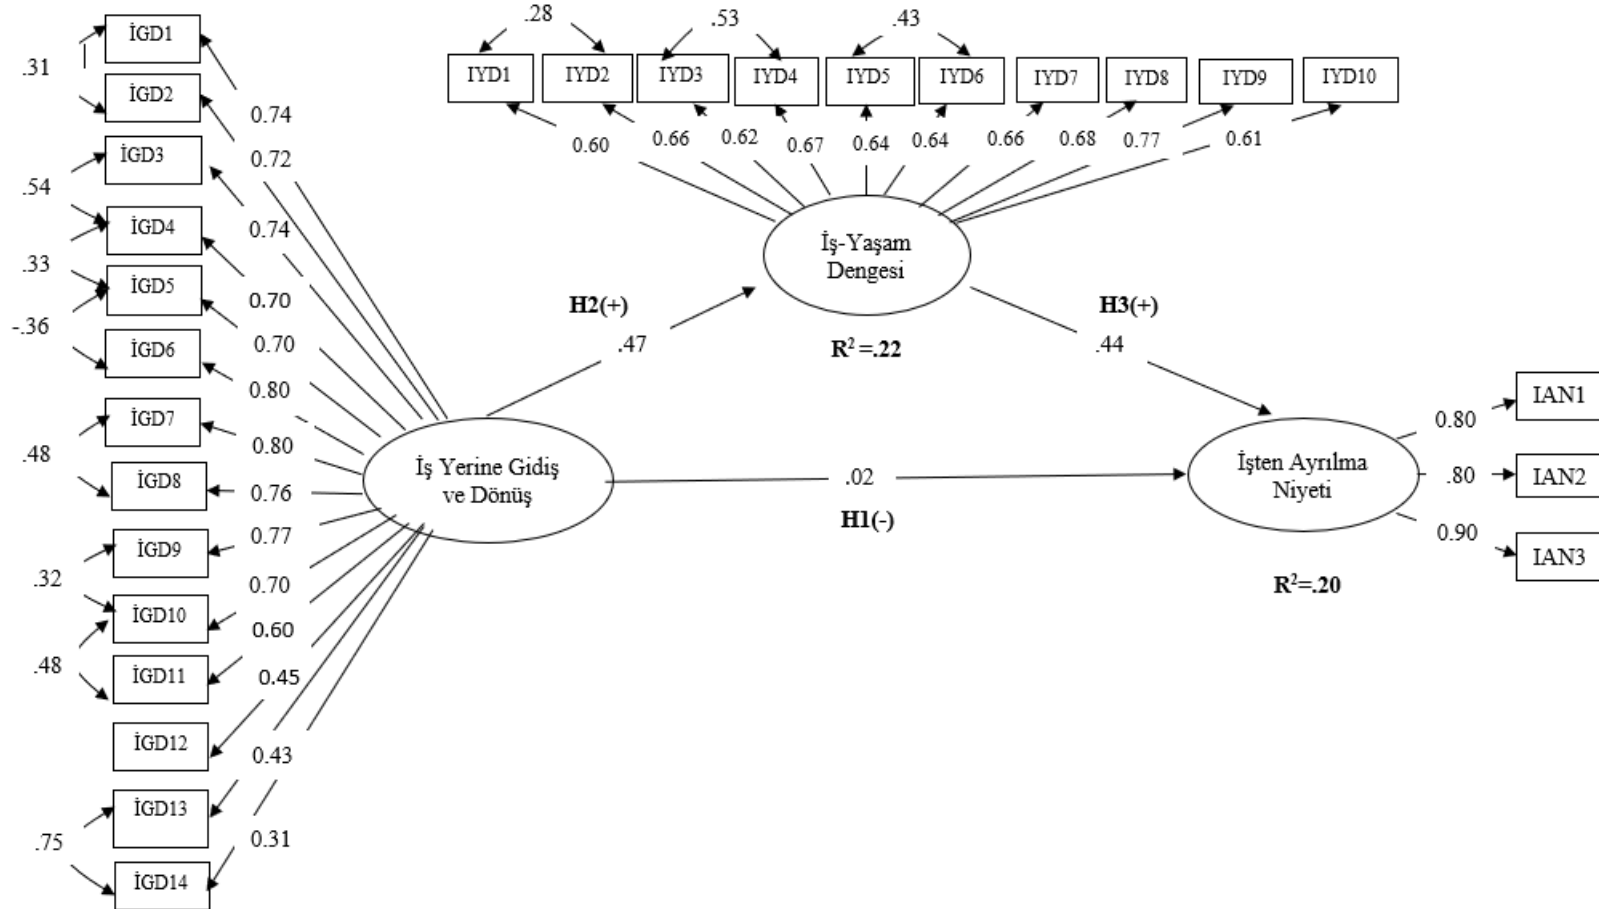 .28
.53
.43
IYD1
IYD2
IYD3
IYD4
IYD5
IYD6
IYD7
IYD8
IYD9
IYD10
0.60
0.66
0.62
0.67
0.64
0.64
0.66
0.68
0.77
0.61
İş-Yaşam
Dengesi
R² =.22
İGD1
İGD2
İGD3
İGD4
İGD5
İGD6
İGD7
İGD8
İGD9
İGD10
İGD11
İGD12
İGD13
İGD14
.31
.54
.33
-.36
.48
.32
.48
.75
0.74
0.72
0.74
0.70
0.70
0.80
0.80
0.76
0.77
0.70
0.60
0.45
0.43
0.31
İş Yerine Gidiş
ve Dönüş
H2(+)
.47
H3(+)
.44
.02
H1(-)
İşten Ayrılma
Niyeti
R²=.20
0.80
.80
0.90
IAN1
IAN2
IAN3